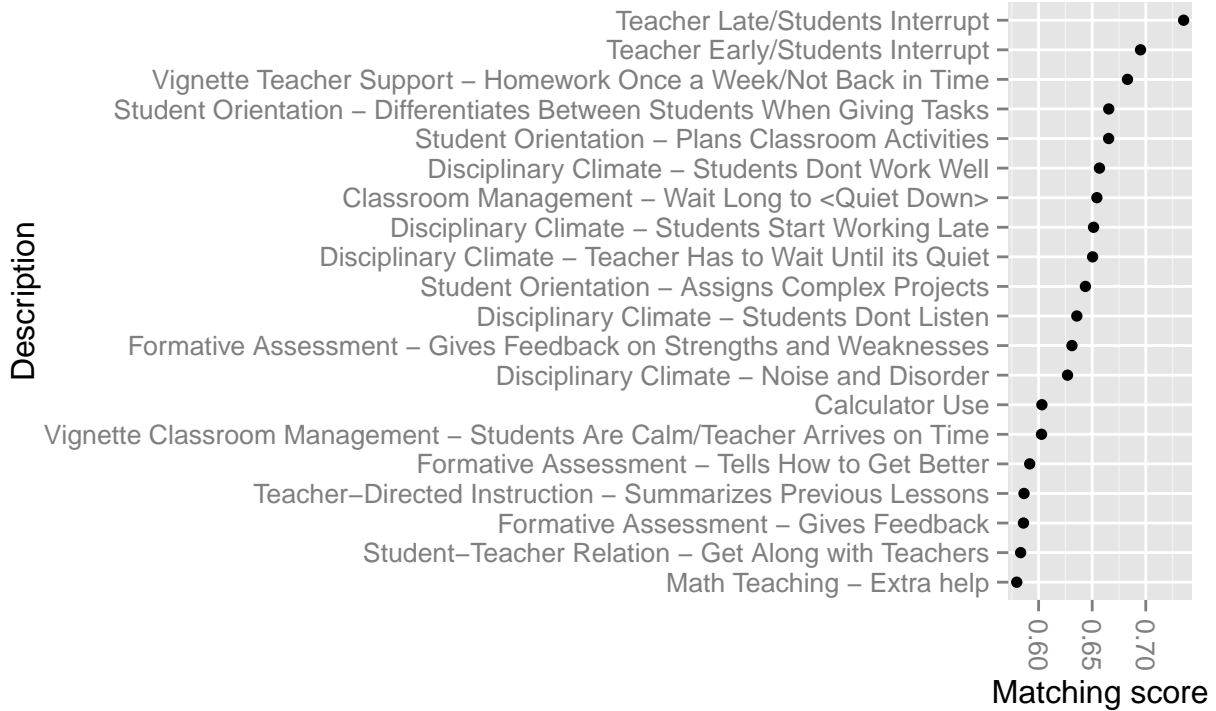 Teacher Late/Students Interrupt
Teacher Early/Students Interrupt
Vignette Teacher Support − Homework Once a Week/Not Back in Time
Student Orientation − Differentiates Between Students When Giving Tasks
Student Orientation − Plans Classroom Activities
Disciplinary Climate − Students Dont Work Well
Classroom Management − Wait Long to <Quiet Down>
Disciplinary Climate − Students Start Working Late
Disciplinary Climate − Teacher Has to Wait Until its Quiet
Student Orientation − Assigns Complex Projects
Disciplinary Climate − Students Dont Listen
Formative Assessment − Gives Feedback on Strengths and Weaknesses
Disciplinary Climate − Noise and Disorder
Calculator Use
Vignette Classroom Management − Students Are Calm/Teacher Arrives on Time
Formative Assessment − Tells How to Get Better
Teacher−Directed Instruction − Summarizes Previous Lessons
Formative Assessment − Gives Feedback
Student−Teacher Relation − Get Along with Teachers
Math Teaching − Extra help
Description
0.60
0.65
0.70
Matching score